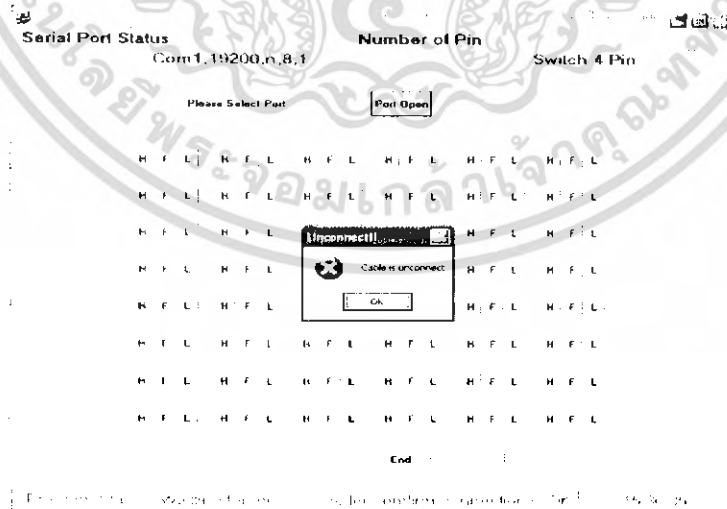 Serial Port Status Number of Pin
Com1,19200,n,8,1 Switch 4 Pin
Please Select Port Port Open
H F L H F L H F L H F L H F L H F L
H F L H F L H F L H F L H F L H F L
H F L H F L Unconnect!! H F L H F L
H F L H F L Cable is unconnect H F L H F L
H F L H F L OK H F L H F L
H F L H F L H F L H F L H F L H F L
H F L H F L H F L H F L H F L H F L
H F L H F L H F L H F L H F L H F L
End